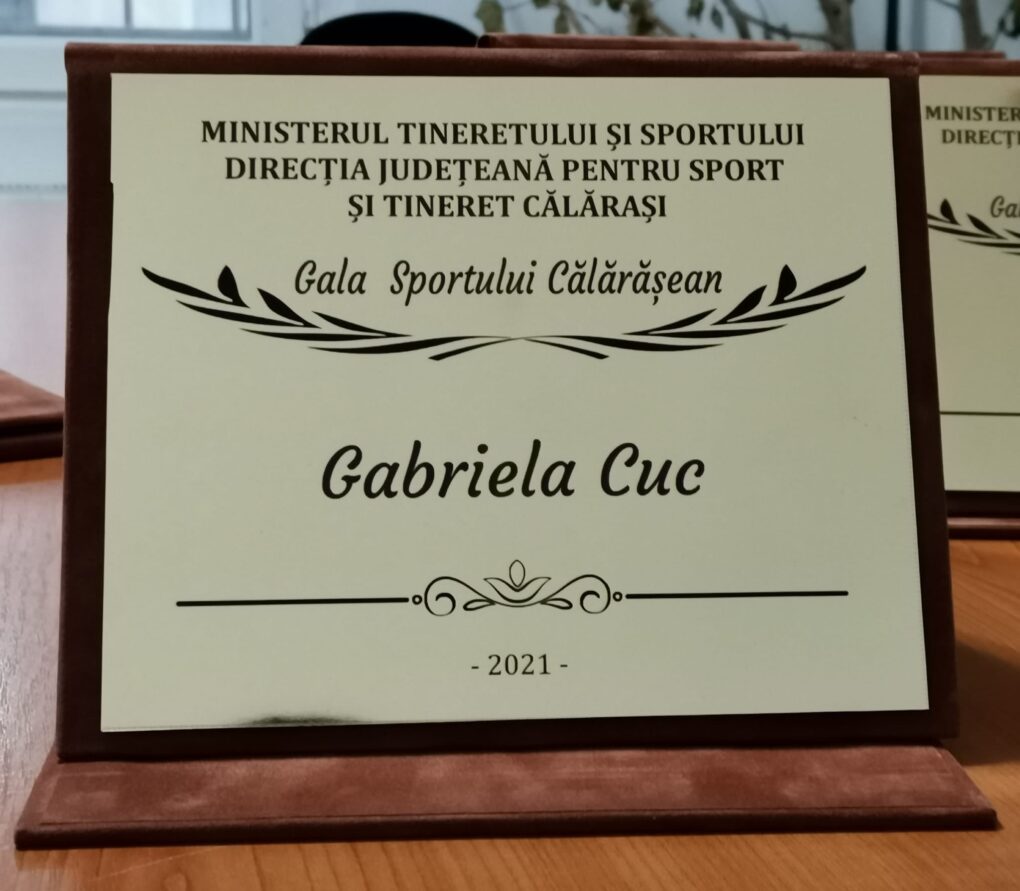 MINISTERUL TINERETULUI ȘI SPORTULUI
DIRECȚIA JUDEȚEANĂ PENTRU SPORT
ȘI TINERET CĂLĂRAȘI
Gala Sportului Călărășean
Gabriela Cuc
- 2021 -